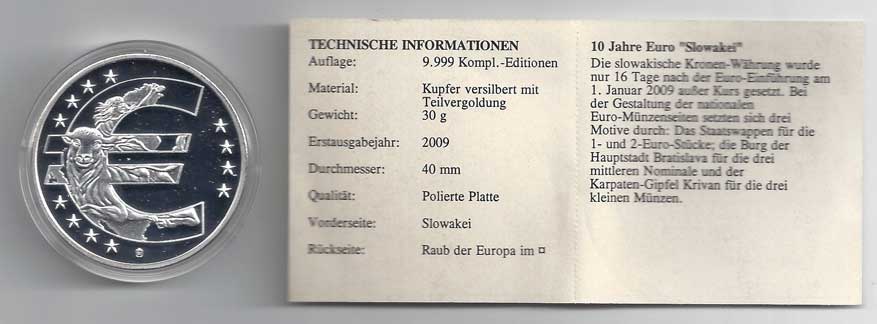 TECHNISCHE INFORMATIONEN
Auflage: 9.999 Kompl.-Editionen
Material: Kupfer versilbert mit
Teilvergoldung
Gewicht: 30 g
Erstausgabejahr: 2009
Durchmesser: 40 mm
Qualität: Polierte Platte
Vorderseite: Slowakei
Rückseite: Raub der Europa im ¤
10 Jahre Euro "Slowakei"
Die slowakische Kronen-Währung wurde
nur 16 Tage nach der Euro-Einführung am
1. Januar 2009 außer Kurs gesetzt. Bei
der Gestaltung der nationalen
Euro-Münzenseiten setzten sich drei
Motive durch: Das Staatswappen für die
1- und 2-Euro-Stücke; die Burg der
Hauptstadt Bratislava für die drei
mittleren Nominale und der
Karpaten-Gipfel Krivan für die drei
kleinen Münzen.